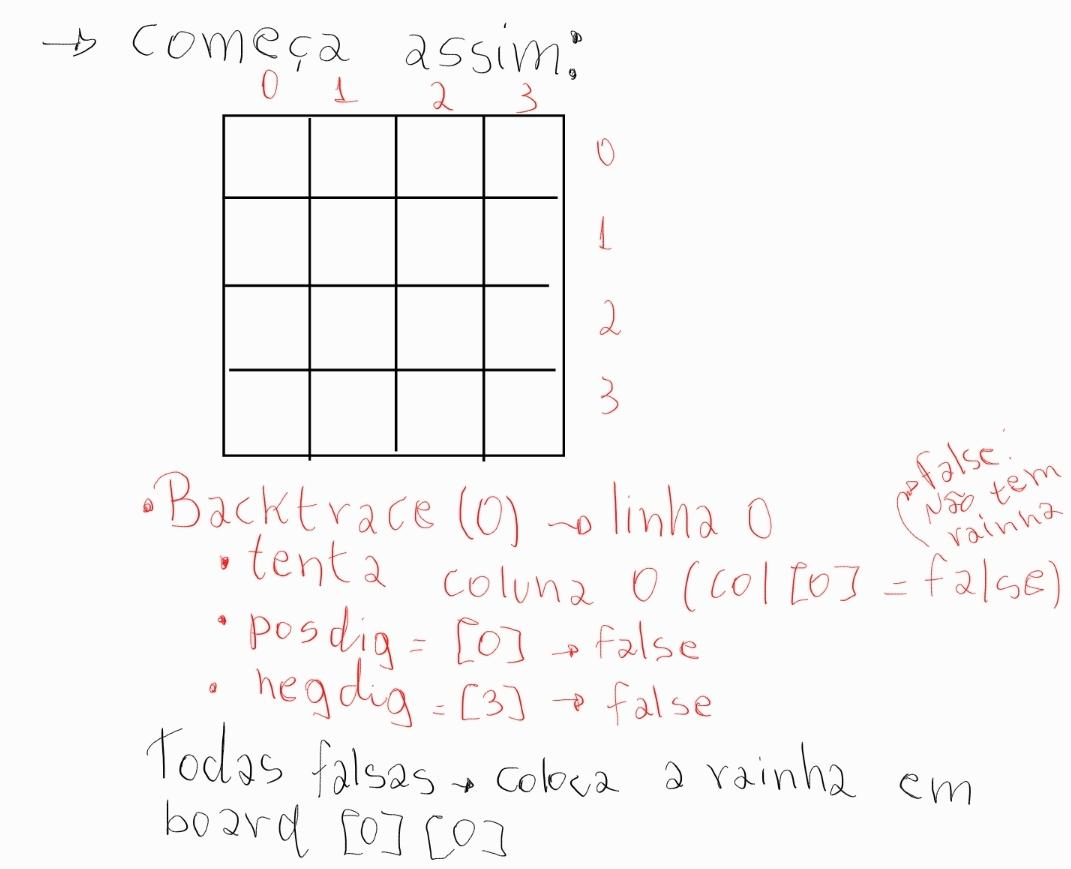 → começa assim:
0 1 2 3
0
1
2
3
→ false:
Não tem
rainha
• Backtrace (0) → linha 0
• tenta coluna 0 (col [0] = false)
• posdig = [0] → false
• negdig = [3] → false
Todas falsas → coloca a rainha em
board [0] [0]